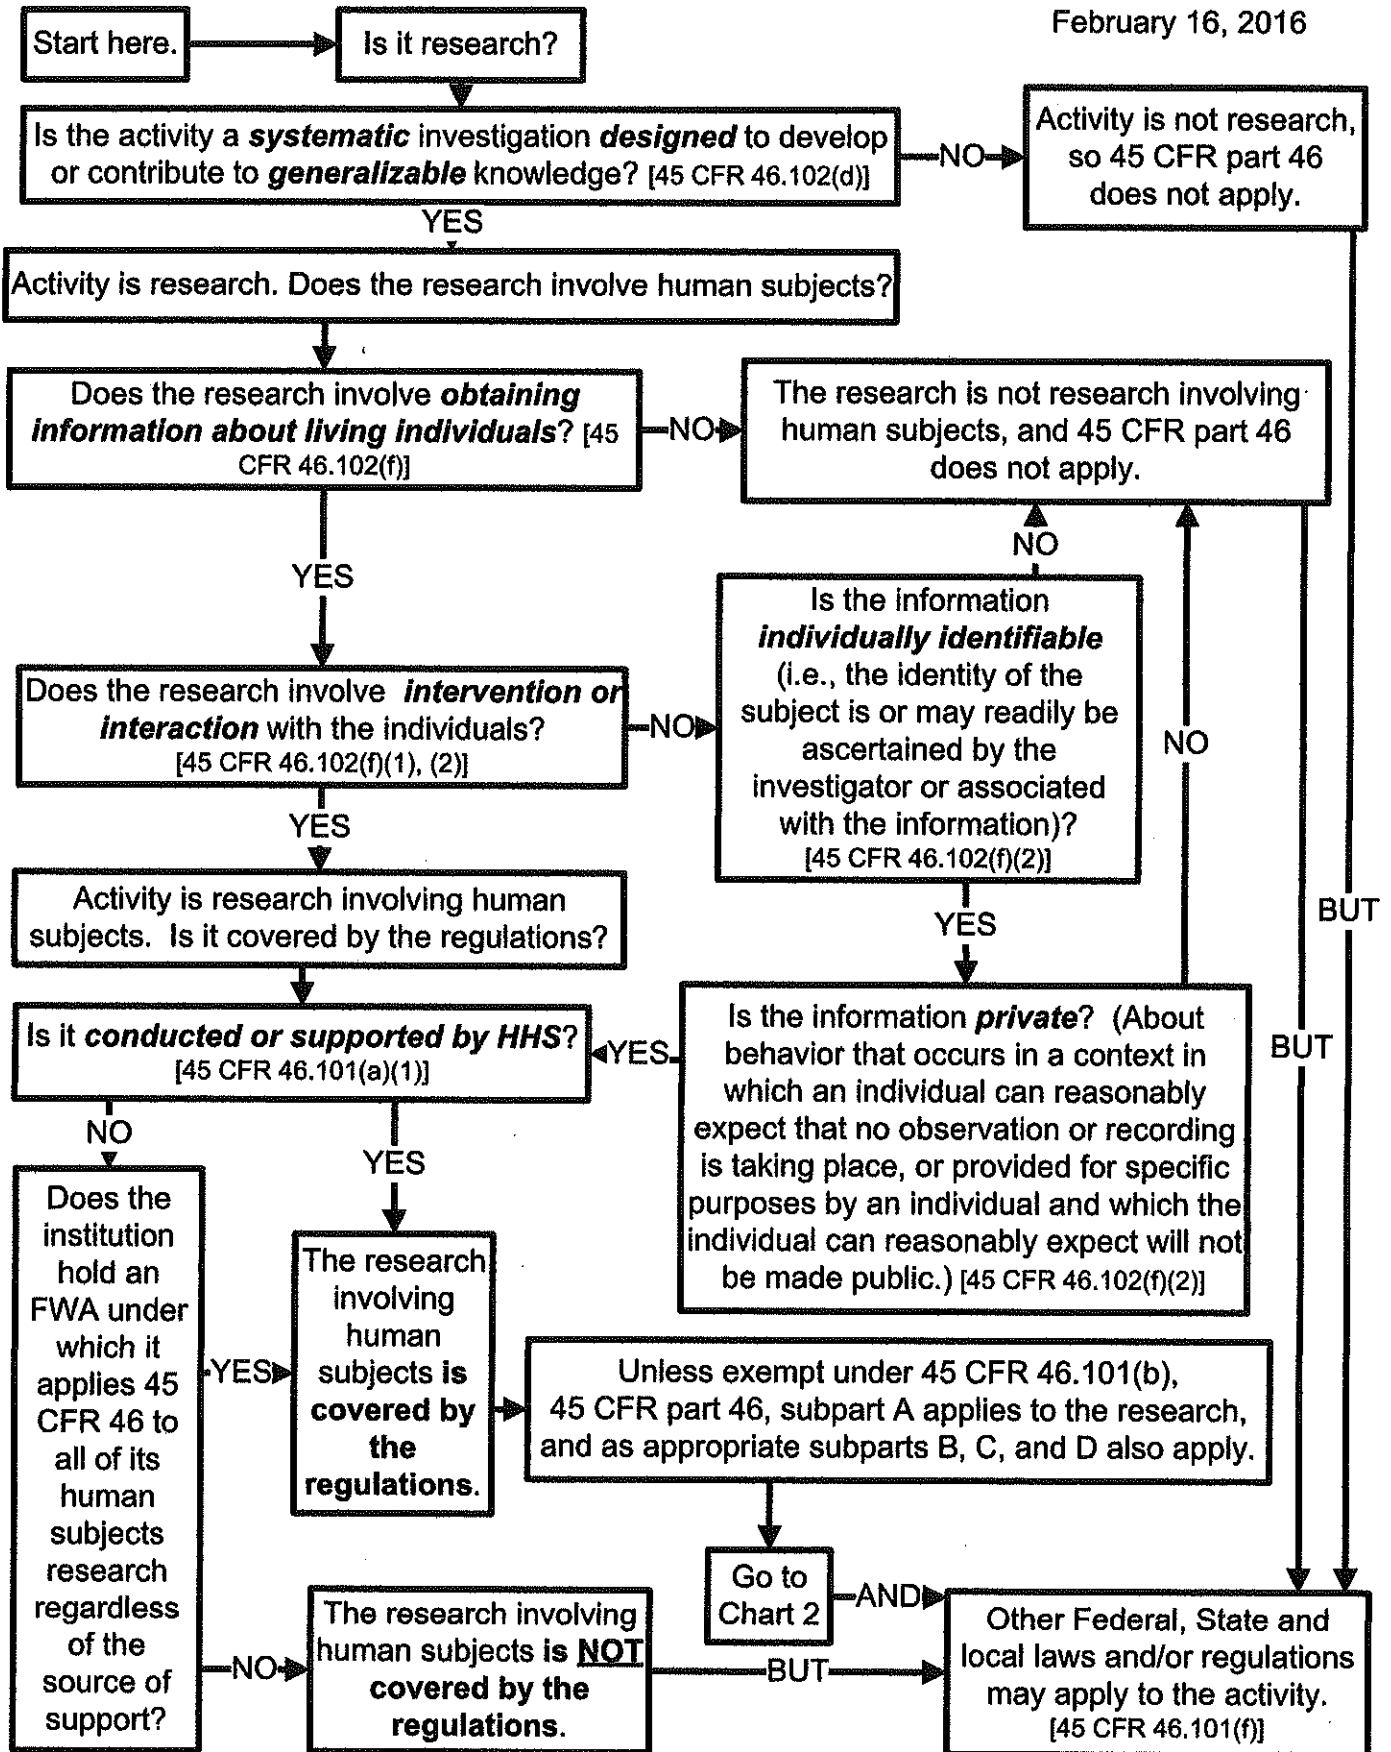 February 16, 2016
Start here.
Is it research?
Is the activity a systematic investigation designed to develop
or contribute to generalizable knowledge? [45 CFR 46.102(d)]
NO
Activity is not research,
so 45 CFR part 46
does not apply.
YES
Activity is research. Does the research involve human subjects?
Does the research involve obtaining
information about living individuals? [45
CFR 46.102(f)]
NO
The research is not research involving
human subjects, and 45 CFR part 46
does not apply.
YES
NO
Is the information
individually identifiable
(i.e., the identity of the
subject is or may readily be
ascertained by the
investigator or associated
with the information)?
[45 CFR 46.102(f)(2)]
NO
Does the research involve intervention or
interaction with the individuals?
[45 CFR 46.102(f)(1), (2)]
NO
YES
YES
BUT
Activity is research involving human
subjects. Is it covered by the regulations?
Is it conducted or supported by HHS?
[45 CFR 46.101(a)(1)]
YES
Is the information private? (About
behavior that occurs in a context in
which an individual can reasonably
expect that no observation or recording
is taking place, or provided for specific
purposes by an individual and which the
individual can reasonably expect will not
be made public.) [45 CFR 46.102(f)(2)]
BUT
NO
YES
Does the
institution
hold an
FWA under
which it
applies 45
CFR 46 to
all of its
human
subjects
research
regardless
of the
source of
support?
YES
The research
involving
human
subjects is
covered by
the
regulations.
Unless exempt under 45 CFR 46.101(b),
45 CFR part 46, subpart A applies to the research,
and as appropriate subparts B, C, and D also apply.
Go to
Chart 2
AND
NO
The research involving
human subjects is NOT
covered by the
regulations.
BUT
Other Federal, State and
local laws and/or regulations
may apply to the activity.
[45 CFR 46.101(f)]